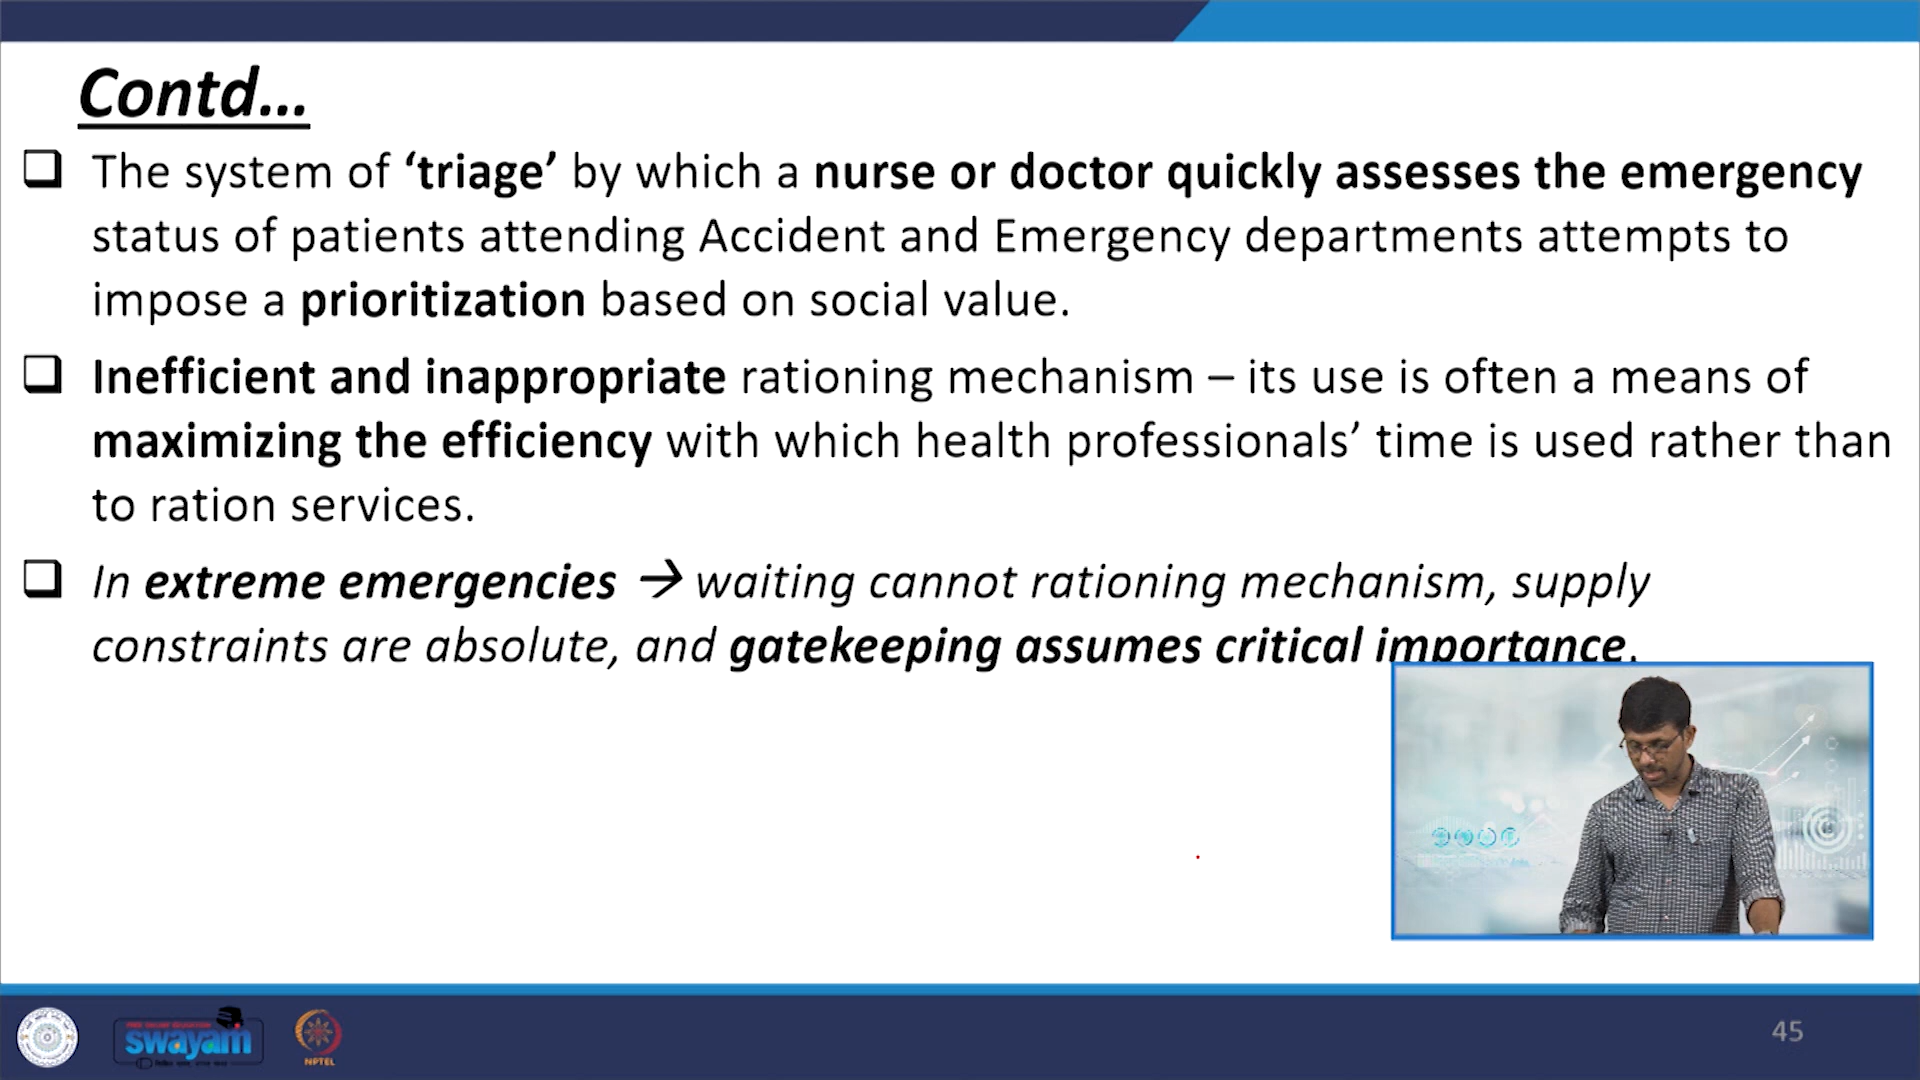 Contd...
The system of ‘triage’ by which a nurse or doctor quickly assesses the emergency
status of patients attending Accident and Emergency departments attempts to
impose a prioritization based on social value.
Inefficient and inappropriate rationing mechanism – its use is often a means of
maximizing the efficiency with which health professionals’ time is used rather than
to ration services.
In extreme emergencies → waiting cannot rationing mechanism, supply
constraints are absolute, and gatekeeping assumes critical importance.
swayam
NPTEL
45